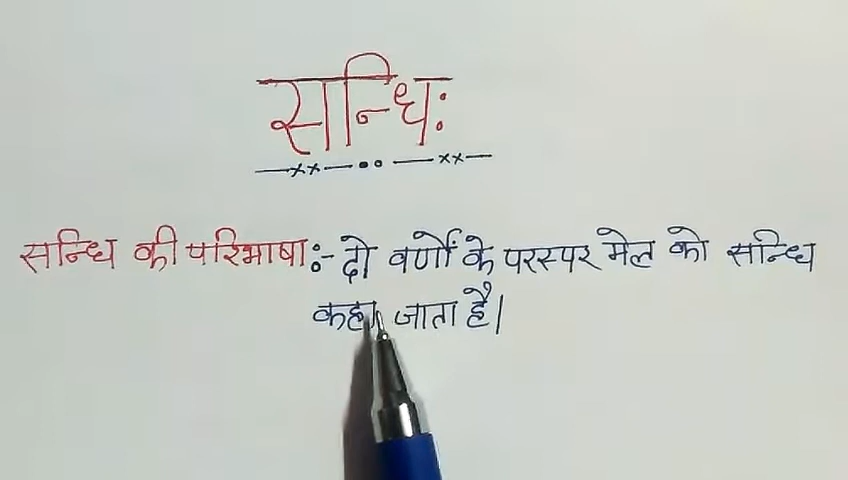 सन्धिः
सन्धि की परिभाषाः- दो वर्णों के परस्पर मेल को सन्धि
कहा जाता है।